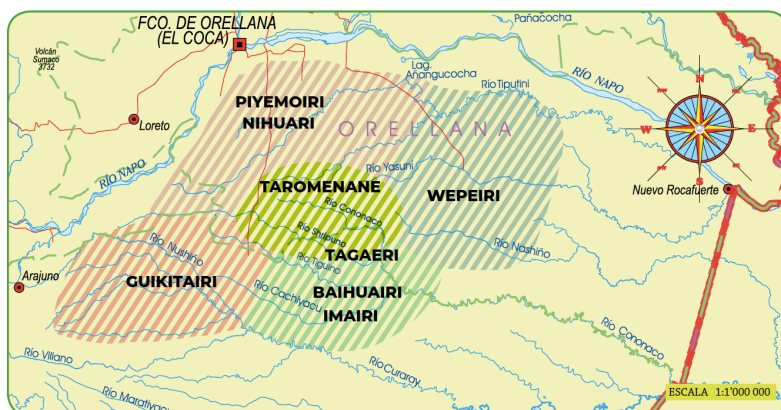 FCO. DE ORELLANA
(EL COCA)
Pañacocha
Volcán
Sumaco
3732
Lag.
Añangucocha
RÍO NAPO
Río Tiputini
PIYEMOIRI
NIHUARI
ORELLANA
Loreto
N
W
E
S
RÍO NAPO
Río Yasuní
TAROMENANE
WEPEIRI
Nuevo Rocafuerte
Río Cononaco
Río Shiripuno
Río Nushiño
Río Nashiño
TAGAERI
Río Tiguino
Arajuno
GUIKITAIRI
Río Cachiyacu
BAIHUAIRI
IMAIRI
Río Cononaco
Río Villano
Río Curaray
Río Maratiyacu
ESCALA 1:1'000 000